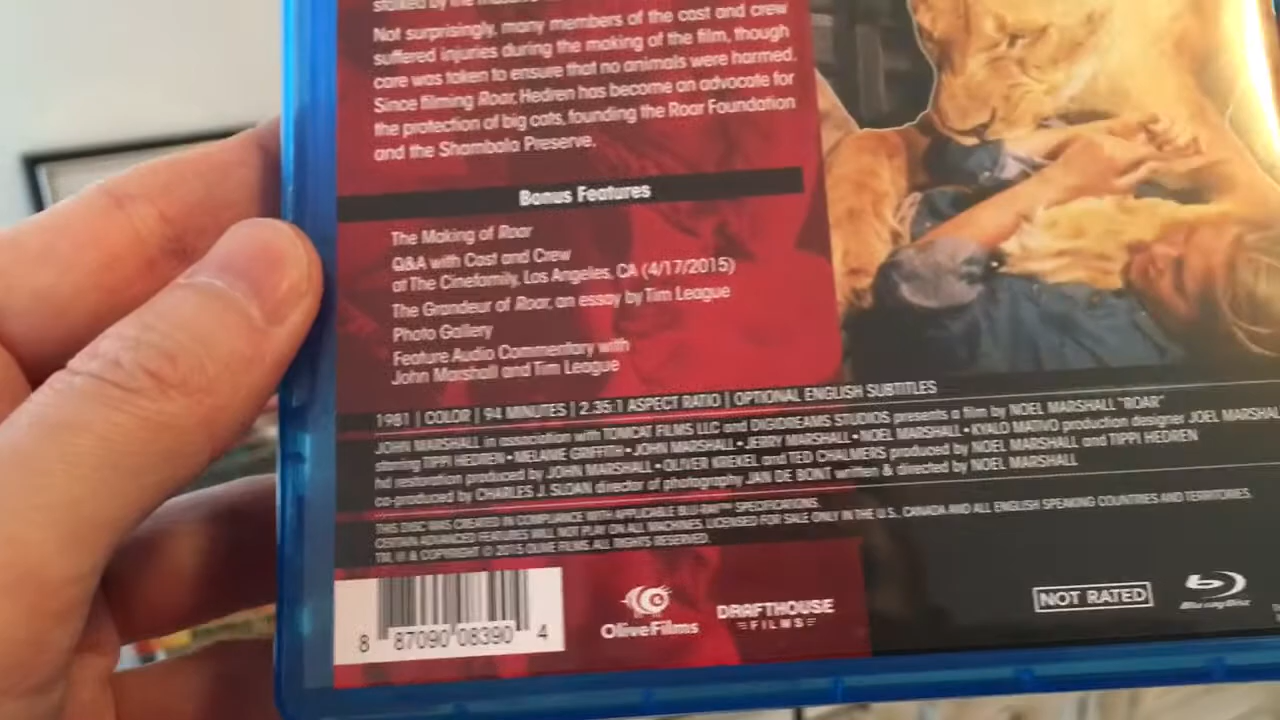 stalked by the
Not surprisingly, many members of the cast and crew
suffered injuries during the making of the film, though
care was taken to ensure that no animals were harmed.
Since filming Roar, Hedren has become an advocate for
the protection of big cats, founding the Roar Foundation
and the Shambala Preserve.
Bonus Features
The Making of Roar
Q&A with Cast and Crew
at The Cinefamily, Los Angeles, CA (4/17/2015)
The Grandeur of Roar, an essay by Tim League
Photo Gallery
Feature Audio Commentary with
John Marshall and Tim League
1981 | COLOR | 94 MINUTES | 2.35:1 ASPECT RATIO | OPTIONAL ENGLISH SUBTITLES
JOHN MARSHALL in association with TOMCAT FILMS LLC and DIGIDREAMS STUDIOS presents a film by NOEL MARSHALL "ROAR"
starring TIPPI HEDREN • MELANIE GRIFFITH • JOHN MARSHALL • JERRY MARSHALL • NOEL MARSHALL • KYALO MATIVO production designer JOEL MARSHAL
hd restoration produced by JOHN MARSHALL • OLIVER KREKEL and TED CHALMERS produced by NOEL MARSHALL and TIPPI HEDREN
co-produced by CHARLES J. SLOAN director of photography JAN DE BONT written & directed by NOEL MARSHALL
THIS DISC WAS CREATED IN COMPLIANCE WITH APPLICABLE BLU-RAY™ SPECIFICATIONS.
CERTAIN ADVANCED FEATURES WILL NOT PLAY ON ALL MACHINES. LICENSED FOR SALE ONLY IN THE U.S. CANADA AND ALL ENGLISH SPEAKING COUNTRIES AND TERRITORIES.
TM, ® & COPYRIGHT © 2015 OLIVE FILMS. ALL RIGHTS RESERVED.
8 87090 08390 4
Olive Films
DRAFTHOUSE
FILMS
NOT RATED
Blu-ray Disc